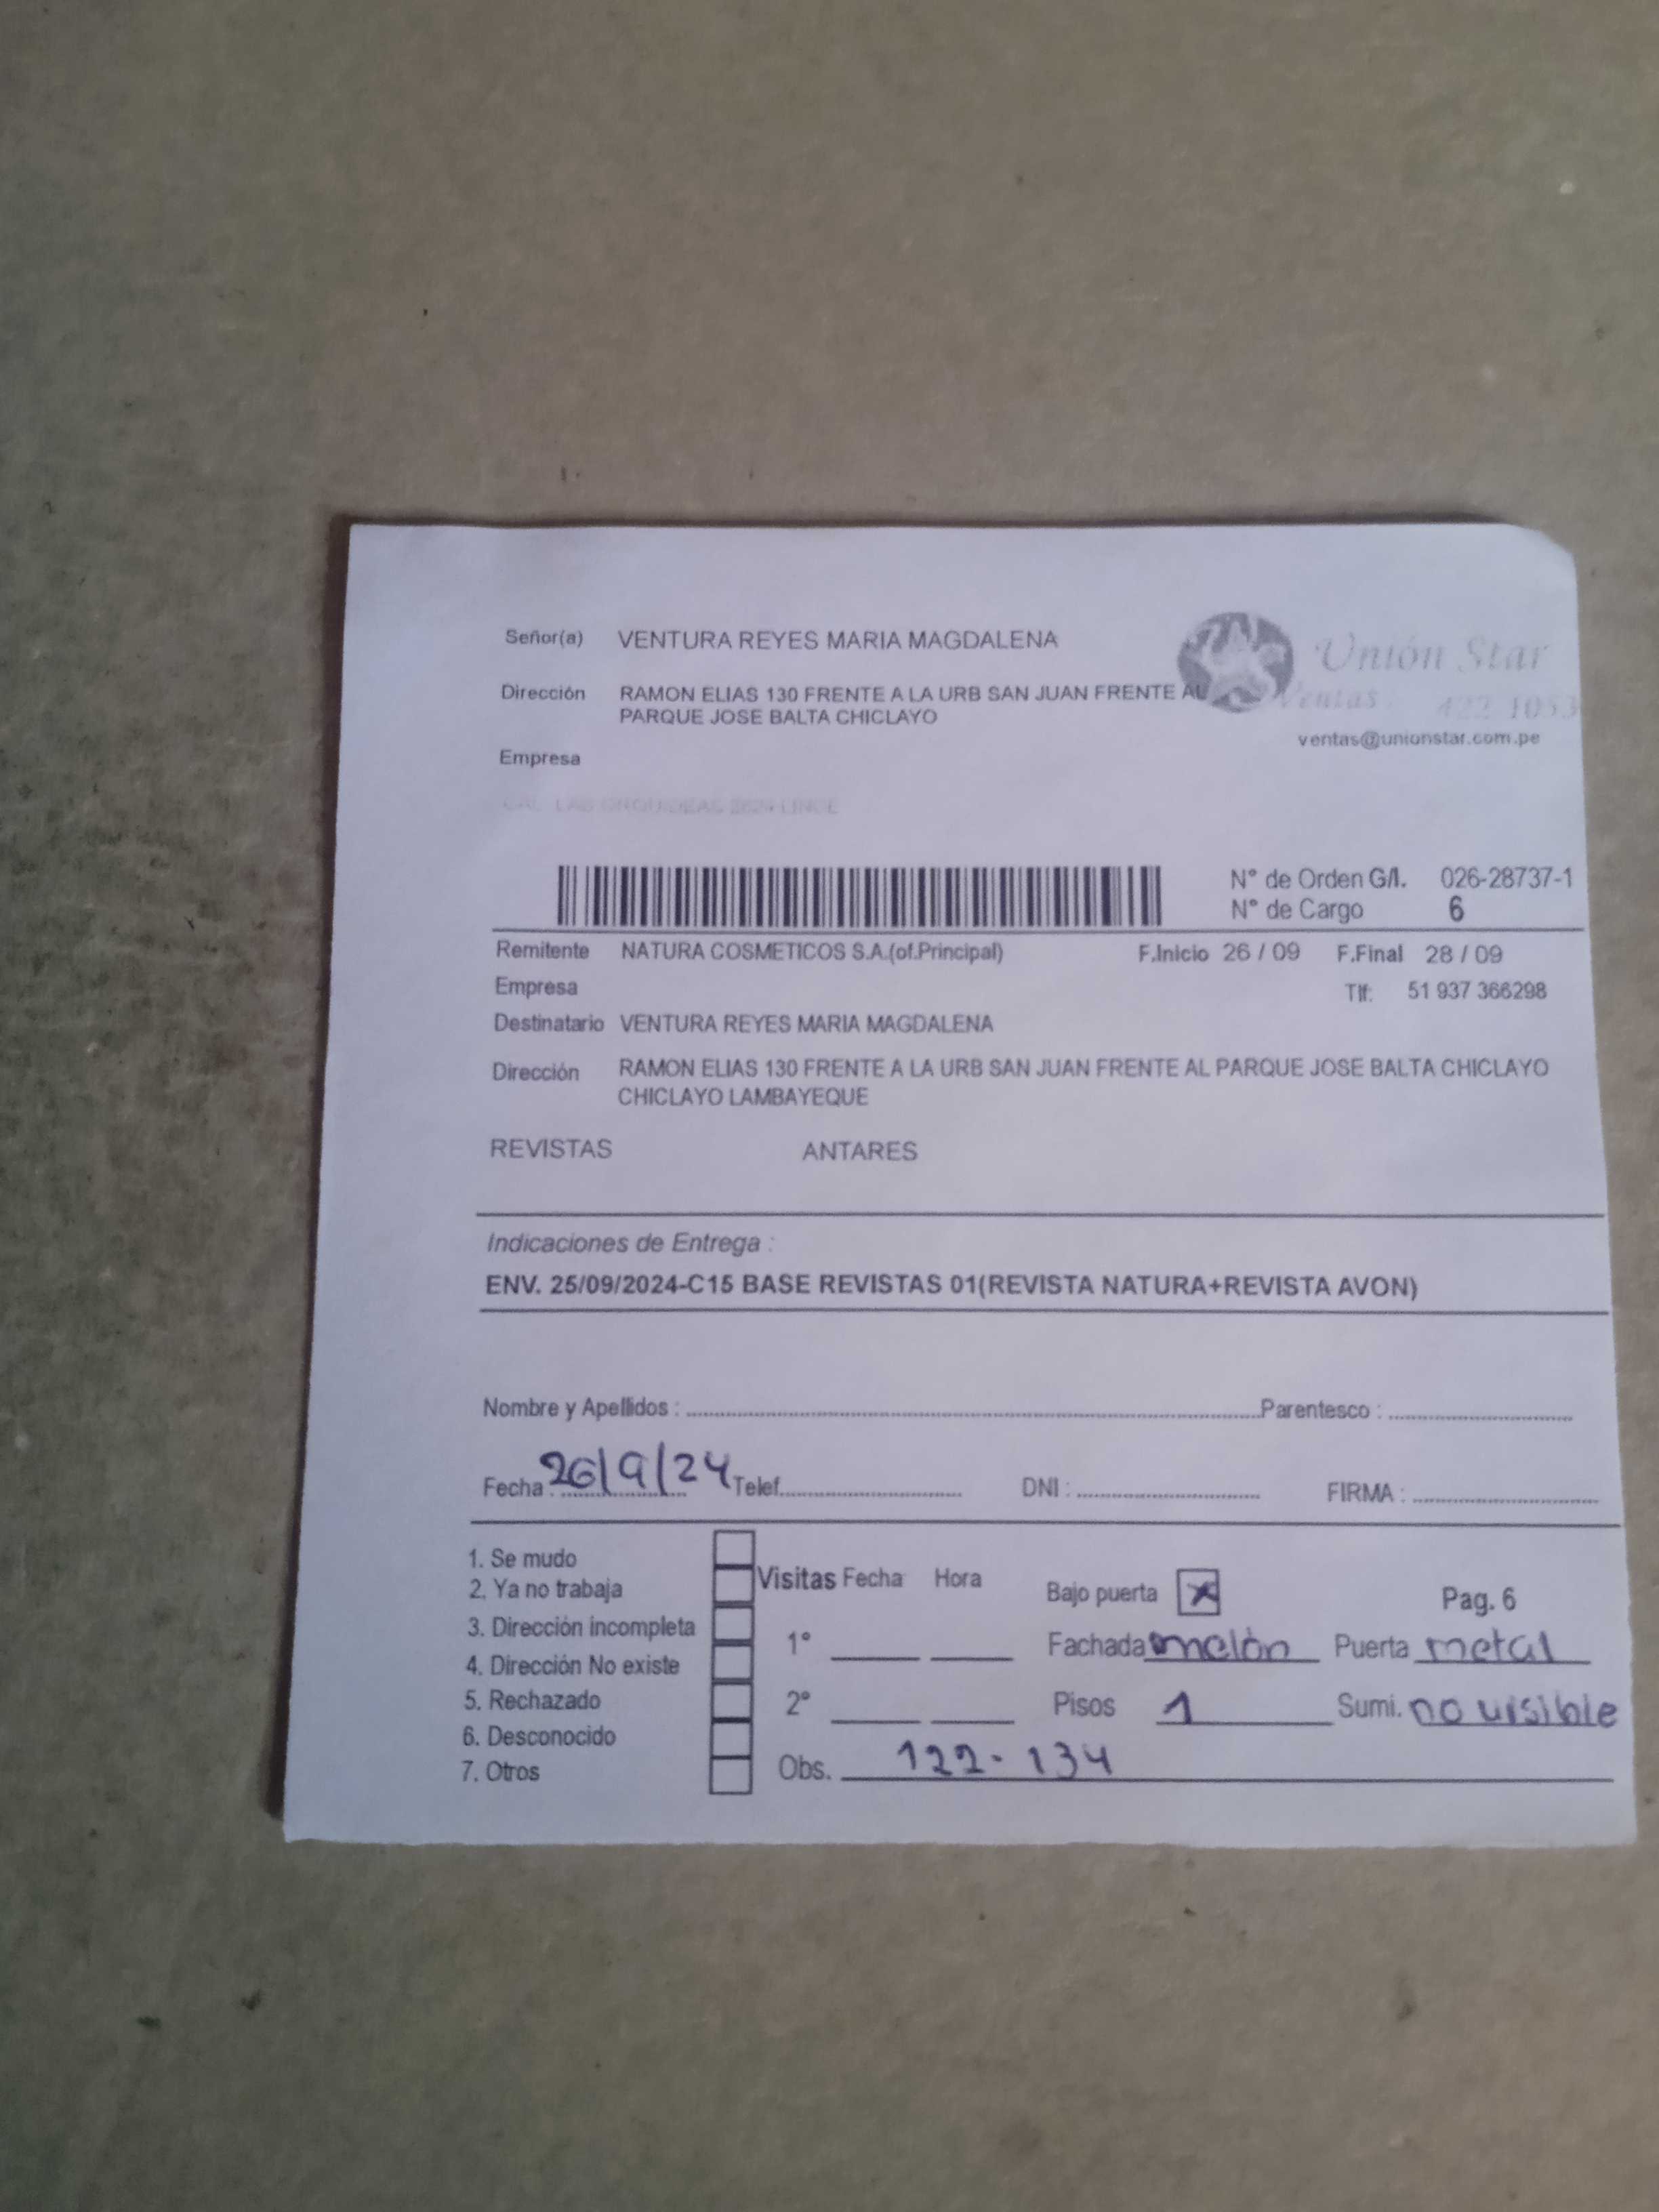 Señor(a) VENTURA REYES MARIA MAGDALENA
Unión Star
Dirección RAMON ELIAS 130 FRENTE A LA URB SAN JUAN FRENTE AL
PARQUE JOSE BALTA CHICLAYO
Ventas: 422 1053
ventas@unionstar.com.pe
Empresa
CAL. LAS ORQUIDEAS LINCE
N° de Orden G/I. 026-28737-1
N° de Cargo 6
Remitente NATURA COSMETICOS S.A.(of.Principal) F.Inicio 26 / 09 F.Final 28 / 09
Empresa Tlf: 51 937 366298
Destinatario VENTURA REYES MARIA MAGDALENA
Dirección RAMON ELIAS 130 FRENTE A LA URB SAN JUAN FRENTE AL PARQUE JOSE BALTA CHICLAYO
CHICLAYO LAMBAYEQUE
REVISTAS ANTARES
Indicaciones de Entrega :
ENV. 25/09/2024-C15 BASE REVISTAS 01(REVISTA NATURA+REVISTA AVON)
Nombre y Apellidos : Parentesco :
Fecha : 26/9/24 Telef. DNI : FIRMA :
1. Se mudo
2. Ya no trabaja
3. Dirección incompleta
4. Dirección No existe
5. Rechazado
6. Desconocido
7. Otros
Visitas Fecha Hora
1°
2°
Bajo puerta x Pag. 6
Fachada melón Puerta metal
Pisos 1 Sumi. no visible
Obs. 122-134